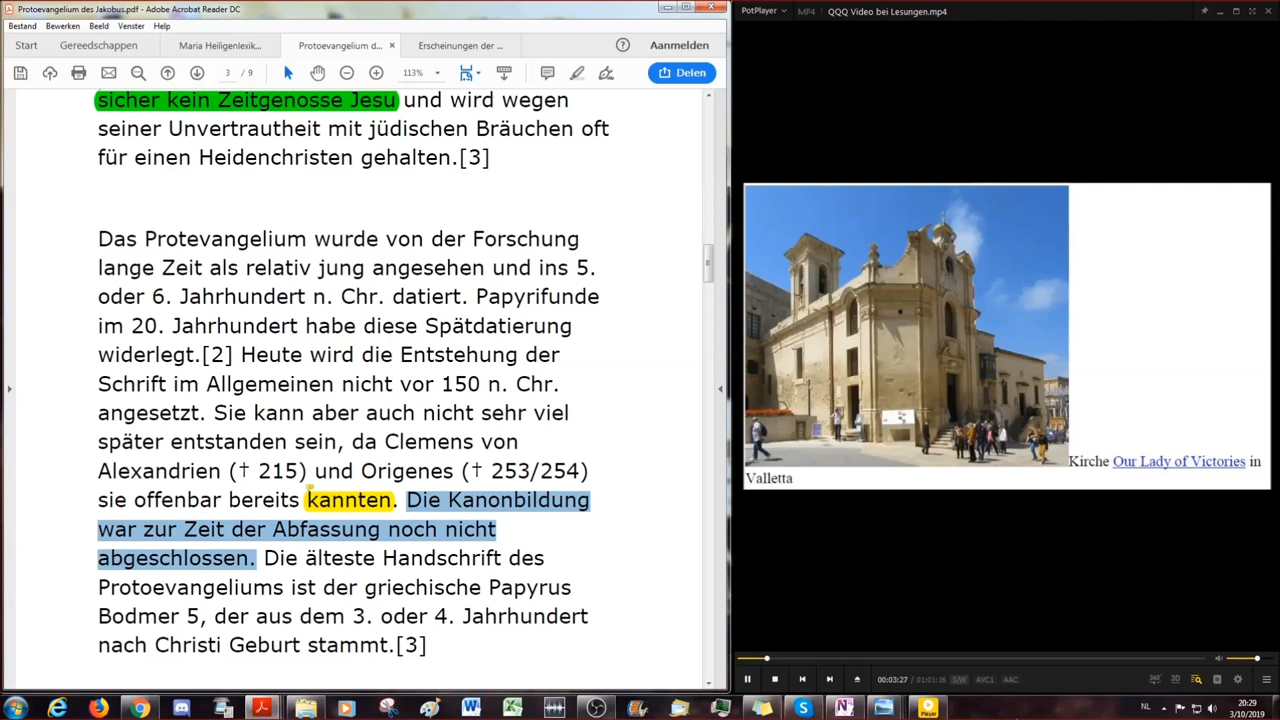 Protoevangelium des Jakobus.pdf - Adobe Acrobat Reader DC
Bestand Bewerken Beeld Venster Help
Start Gereedschappen Maria Heiligenlexik... Protoevangelium d... × Erscheinungen der ... Anmelden
3 / 9 113% Delen
sicher kein Zeitgenosse Jesu und wird wegen
seiner Unvertrautheit mit jüdischen Bräuchen oft
für einen Heidenchristen gehalten.[3]
Das Protevangelium wurde von der Forschung
lange Zeit als relativ jung angesehen und ins 5.
oder 6. Jahrhundert n. Chr. datiert. Papyrifunde
im 20. Jahrhundert habe diese Spätdatierung
widerlegt.[2] Heute wird die Entstehung der
Schrift im Allgemeinen nicht vor 150 n. Chr.
angesetzt. Sie kann aber auch nicht sehr viel
später entstanden sein, da Clemens von
Alexandrien († 215) und Origenes († 253/254)
sie offenbar bereits kannten. Die Kanonbildung
war zur Zeit der Abfassung noch nicht
abgeschlossen. Die älteste Handschrift des
Protoevangeliums ist der griechische Papyrus
Bodmer 5, der aus dem 3. oder 4. Jahrhundert
nach Christi Geburt stammt.[3]
PotPlayer MP4 QQQ Video bei Lesungen.mp4
Kirche Our Lady of Victories in
Valletta
00:03:27 / 01:01:16 S/W AVC1 AAC
360° 3D
NL 20:29
3/10/2019